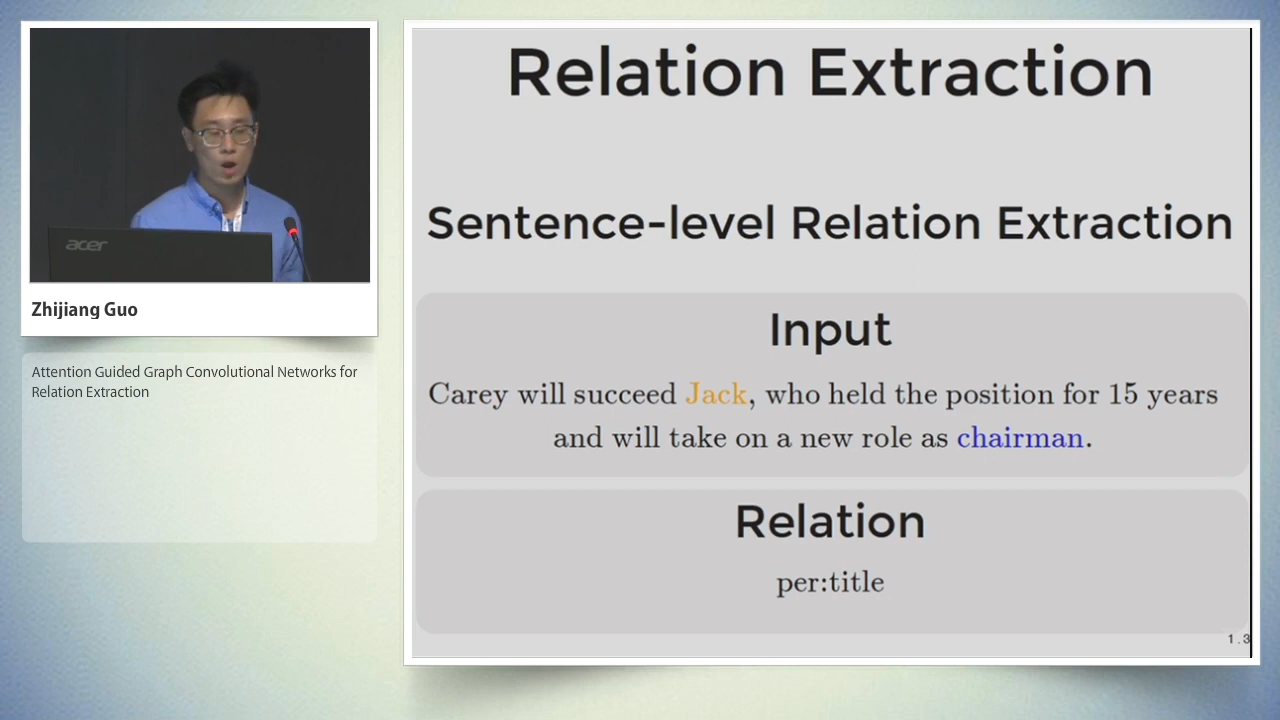 acer
Zhijiang Guo
Attention Guided Graph Convolutional Networks for
Relation Extraction
Relation Extraction
Sentence-level Relation Extraction
Input
Carey will succeed Jack, who held the position for 15 years
and will take on a new role as chairman.
Relation
per:title
1.3